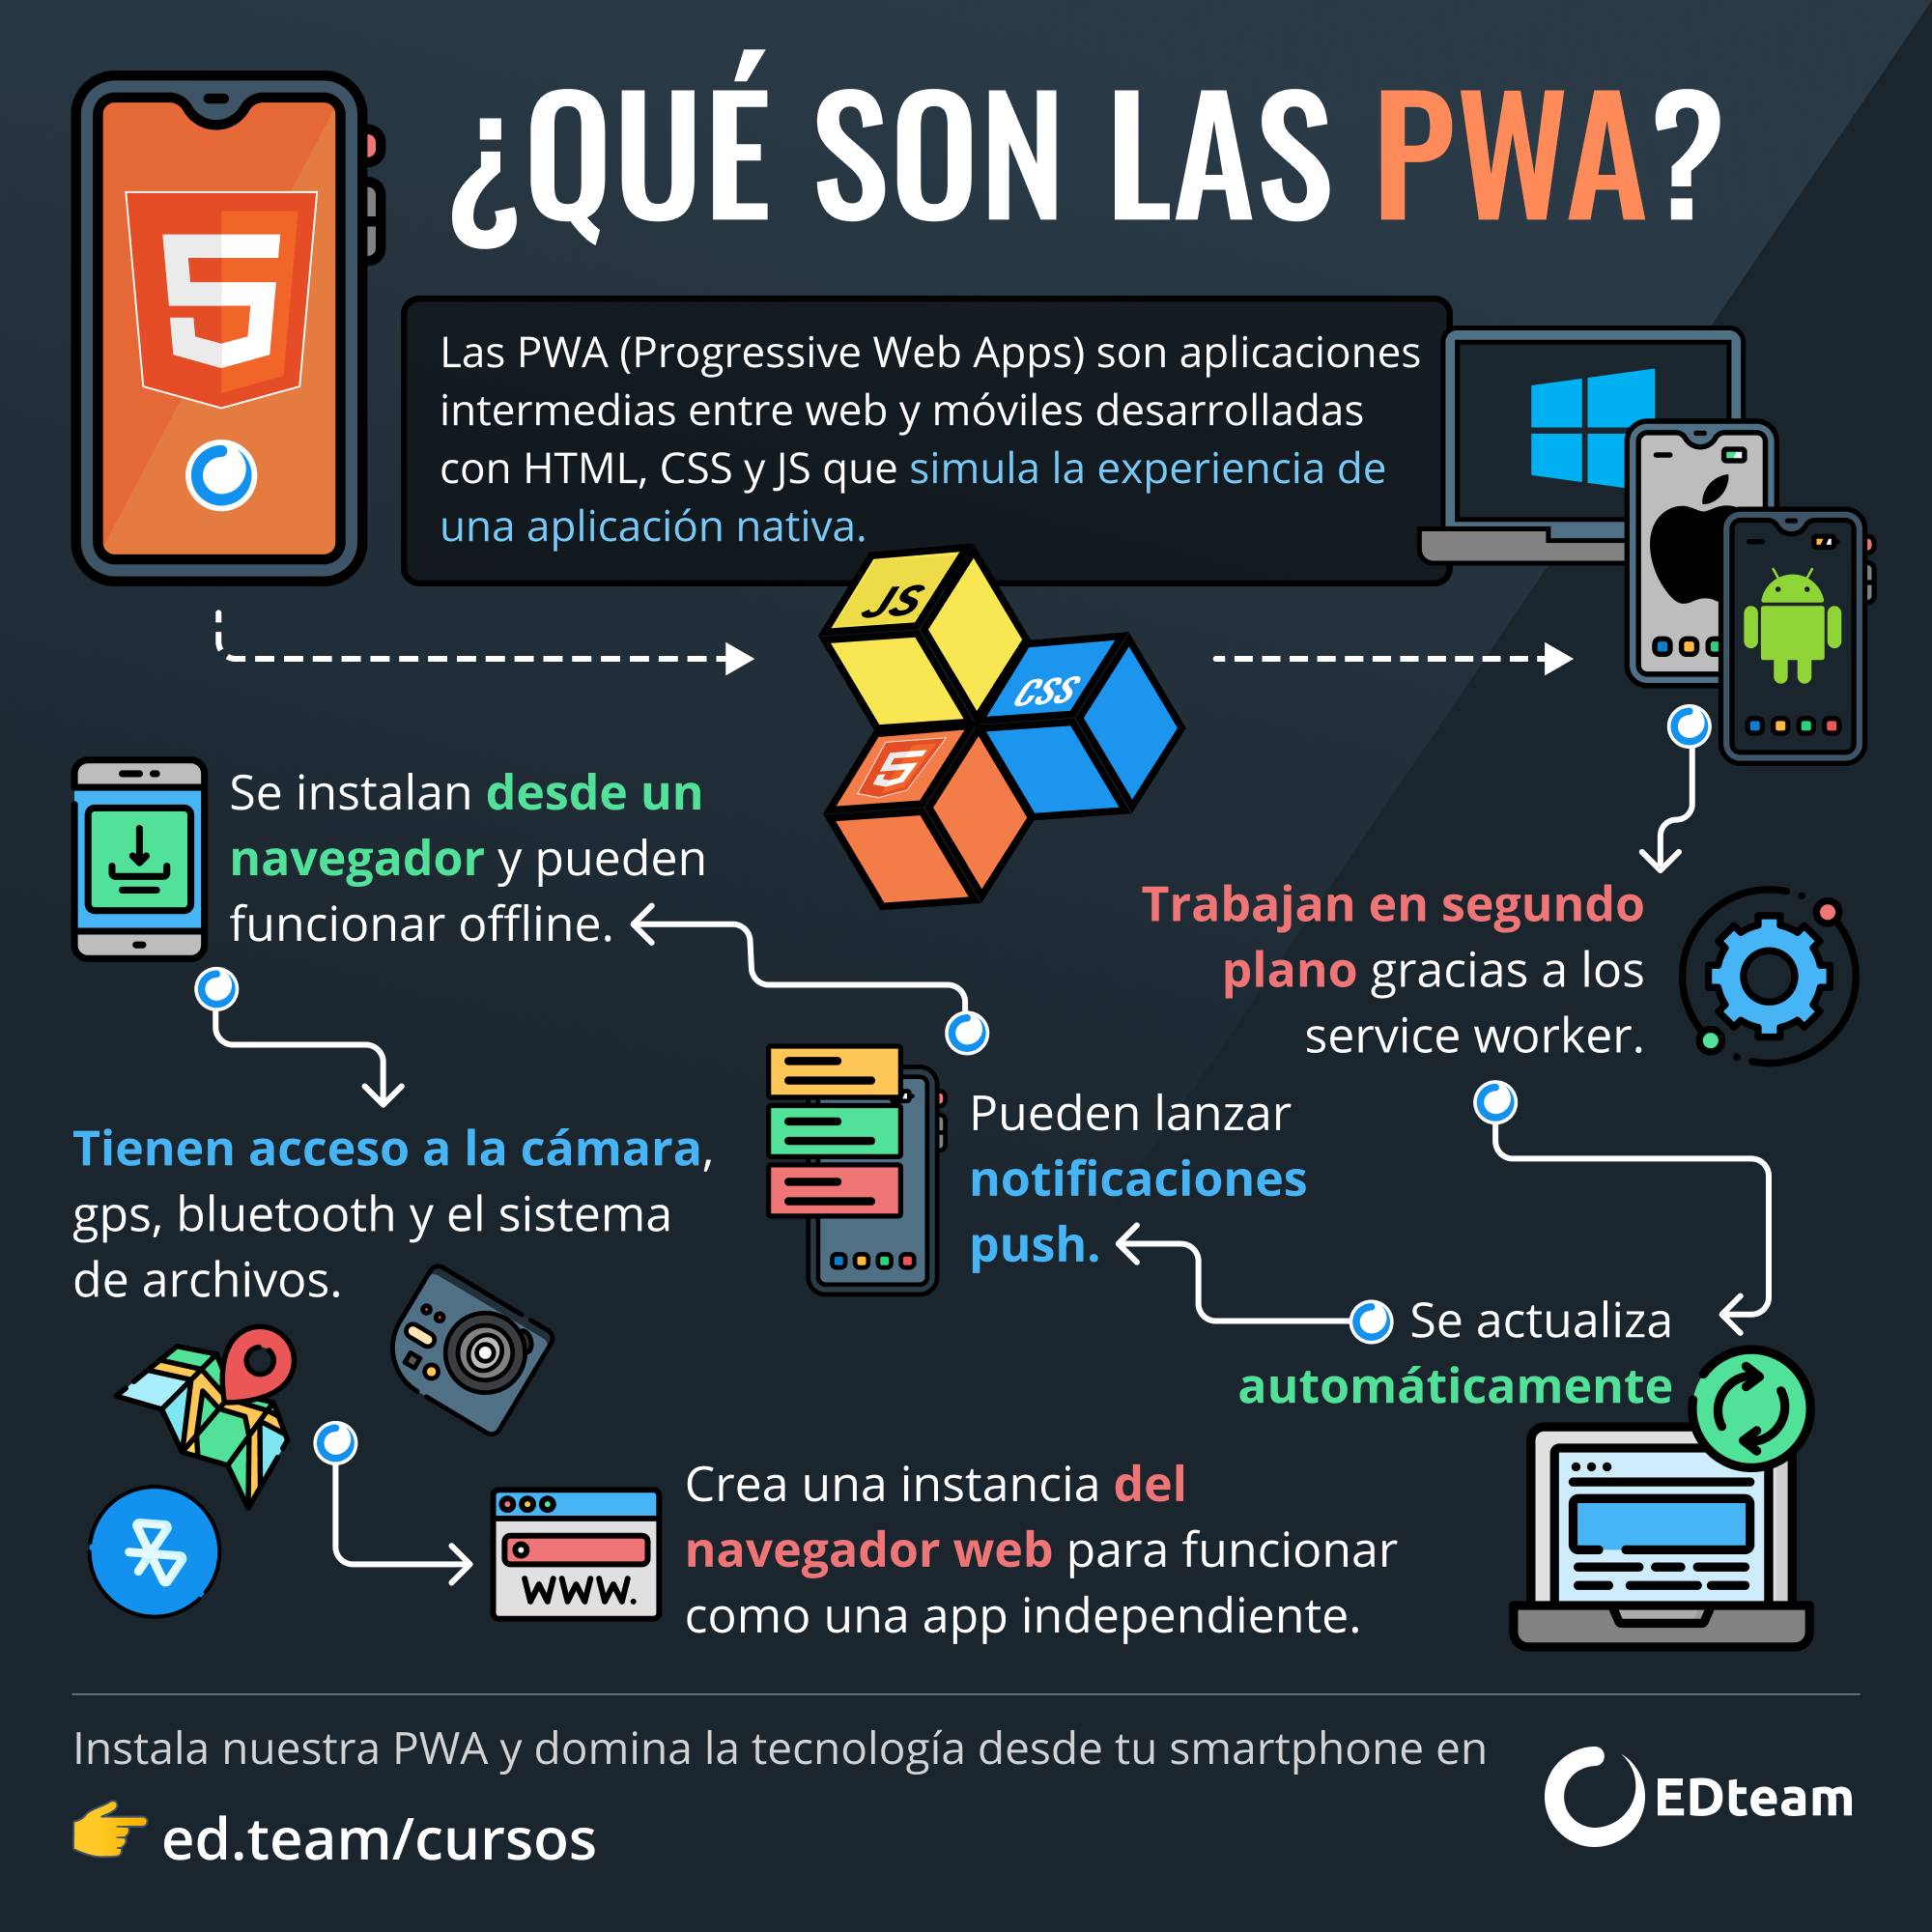 ¿QUÉ SON LAS PWA?
Las PWA (Progressive Web Apps) son aplicaciones
intermedias entre web y móviles desarrolladas
con HTML, CSS y JS que simula la experiencia de
una aplicación nativa.
JS
CSS
5
5
Se instalan desde un
navegador y pueden
funcionar offline.
Trabajan en segundo
plano gracias a los
service worker.
Tienen acceso a la cámara,
gps, bluetooth y el sistema
de archivos.
Pueden lanzar
notificaciones
push.
Se actualiza
automáticamente
Crea una instancia del
navegador web para funcionar
como una app independiente.
www.
Instala nuestra PWA y domina la tecnología desde tu smartphone en
ed.team/cursos
EDteam